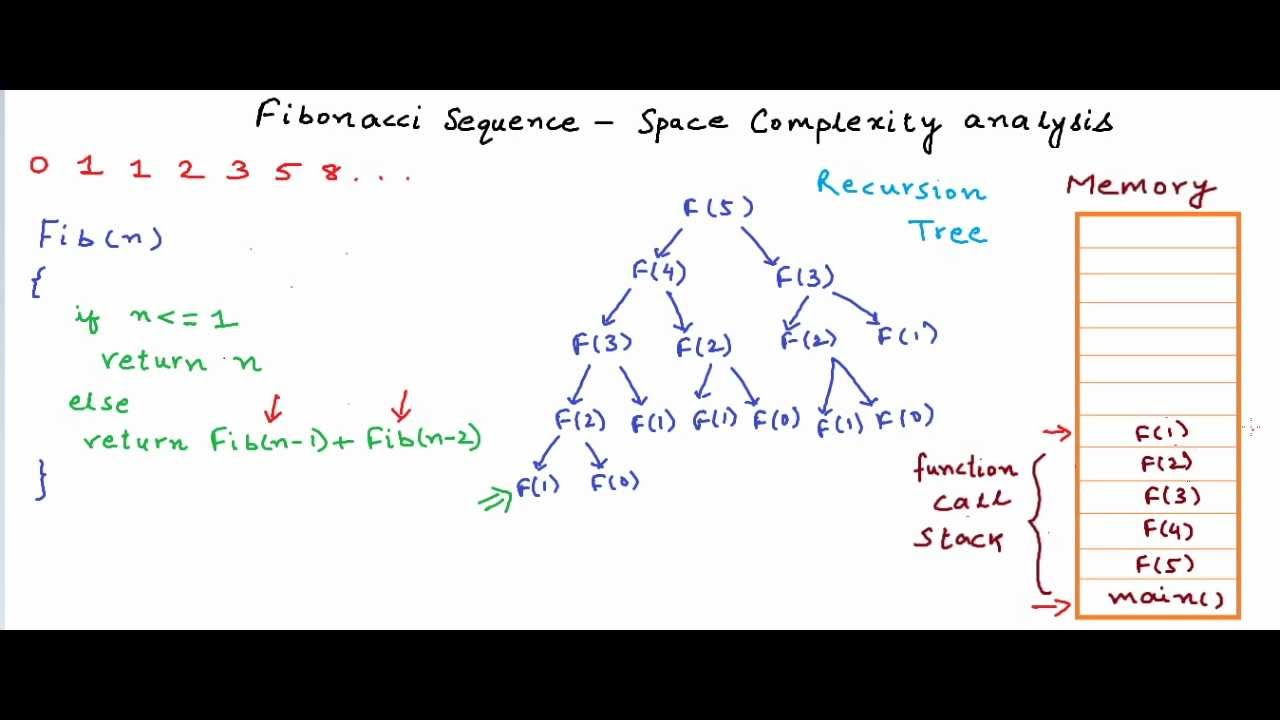 Fibonacci Sequence - Space Complexity analysis
0 1 1 2 3 5 8 . . .
Fib(n)
{
if n<=1
return n
else
return Fib(n-1)+ Fib(n-2)
}
Recursion
Tree
F(5)
F(4) F(3)
F(3) F(2) F(2) F(1)
F(2) F(1) F(1) F(0) F(1) F(0)
F(1) F(0)
function
call
stack
Memory
F(1)
F(2)
F(3)
F(4)
F(5)
main()